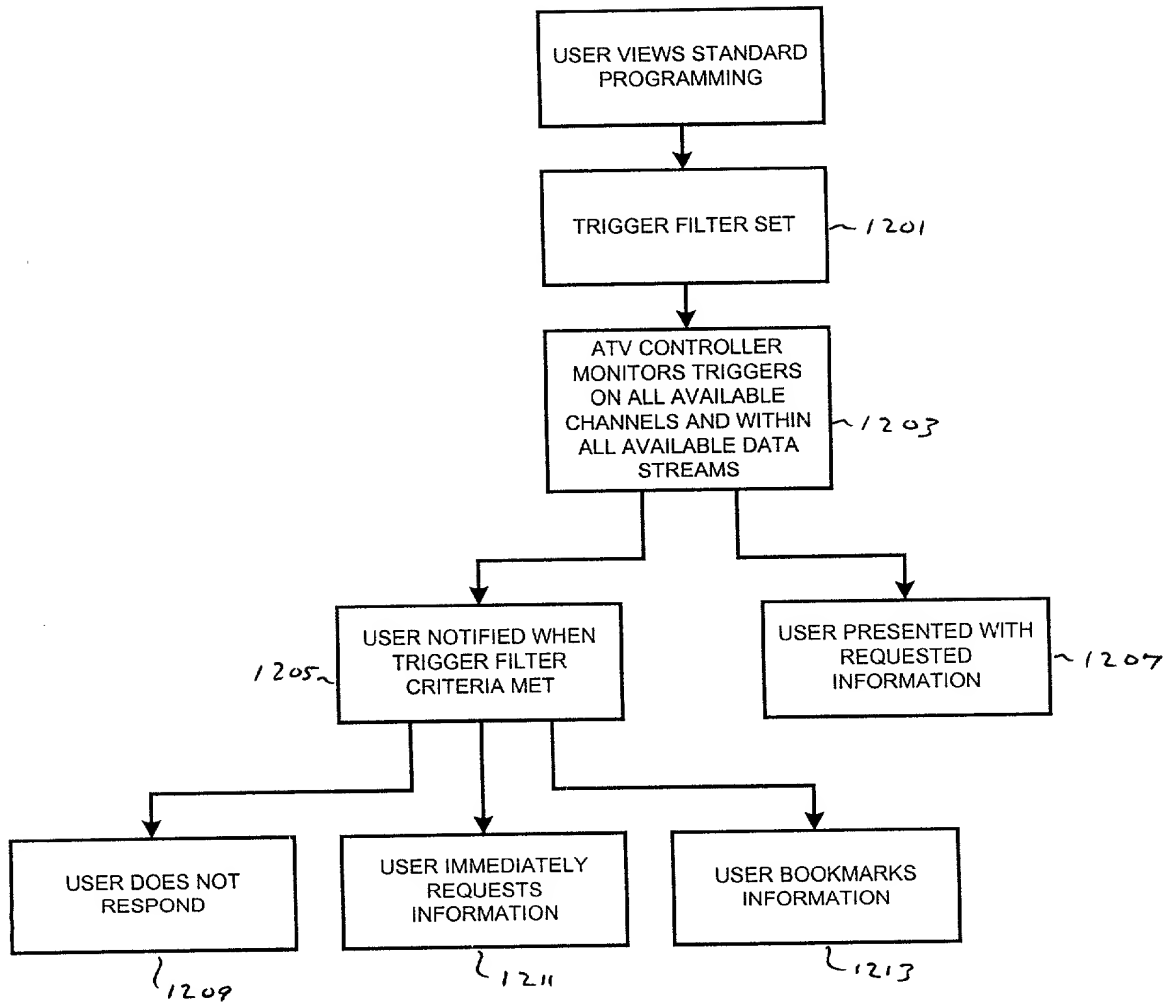 USER VIEWS STANDARD
PROGRAMMING
TRIGGER FILTER SET
1201
ATV CONTROLLER
MONITORS TRIGGERS
ON ALL AVAILABLE
CHANNELS AND WITHIN
ALL AVAILABLE DATA
STREAMS
1203
USER NOTIFIED WHEN
TRIGGER FILTER
CRITERIA MET
1205
USER PRESENTED WITH
REQUESTED
INFORMATION
1207
USER DOES NOT
RESPOND
1209
USER IMMEDIATELY
REQUESTS
INFORMATION
1211
USER BOOKMARKS
INFORMATION
1213